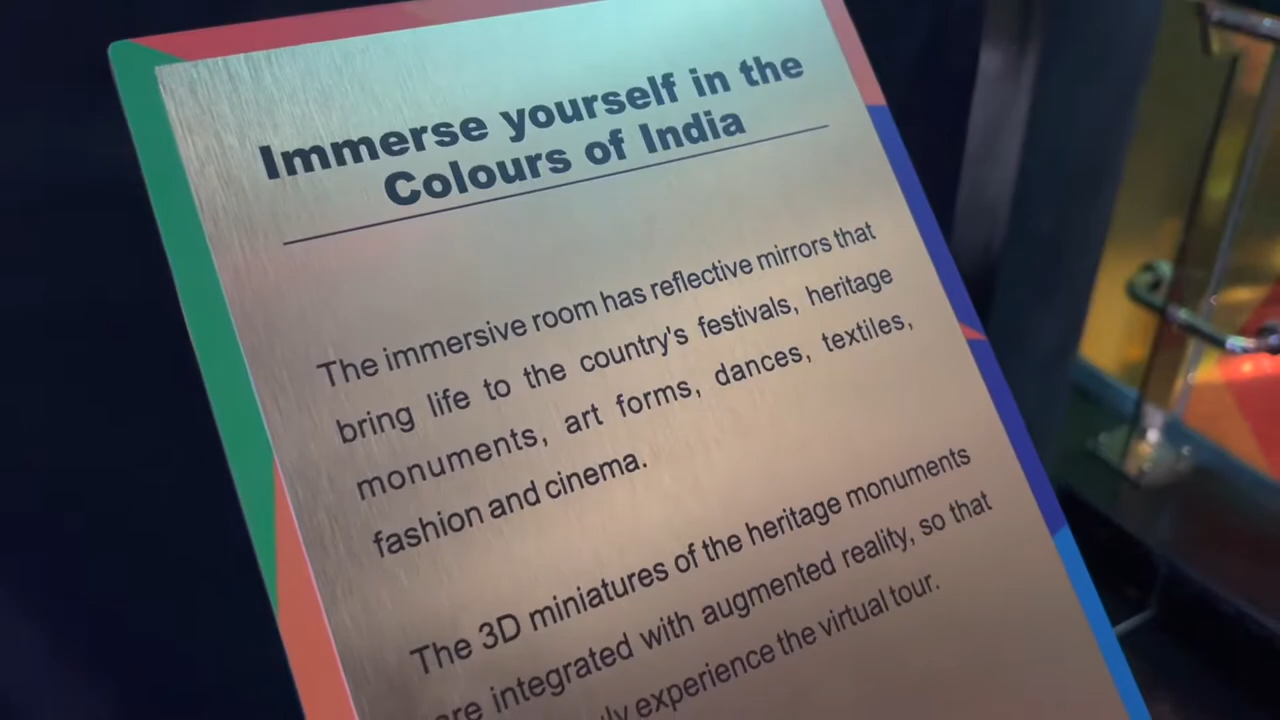 Immerse yourself in the
Colours of India
The immersive room has reflective mirrors that
bring life to the country's festivals, heritage
monuments, art forms, dances, textiles,
fashion and cinema.
The 3D miniatures of the heritage monuments
are integrated with augmented reality, so that
experience the virtual tour.